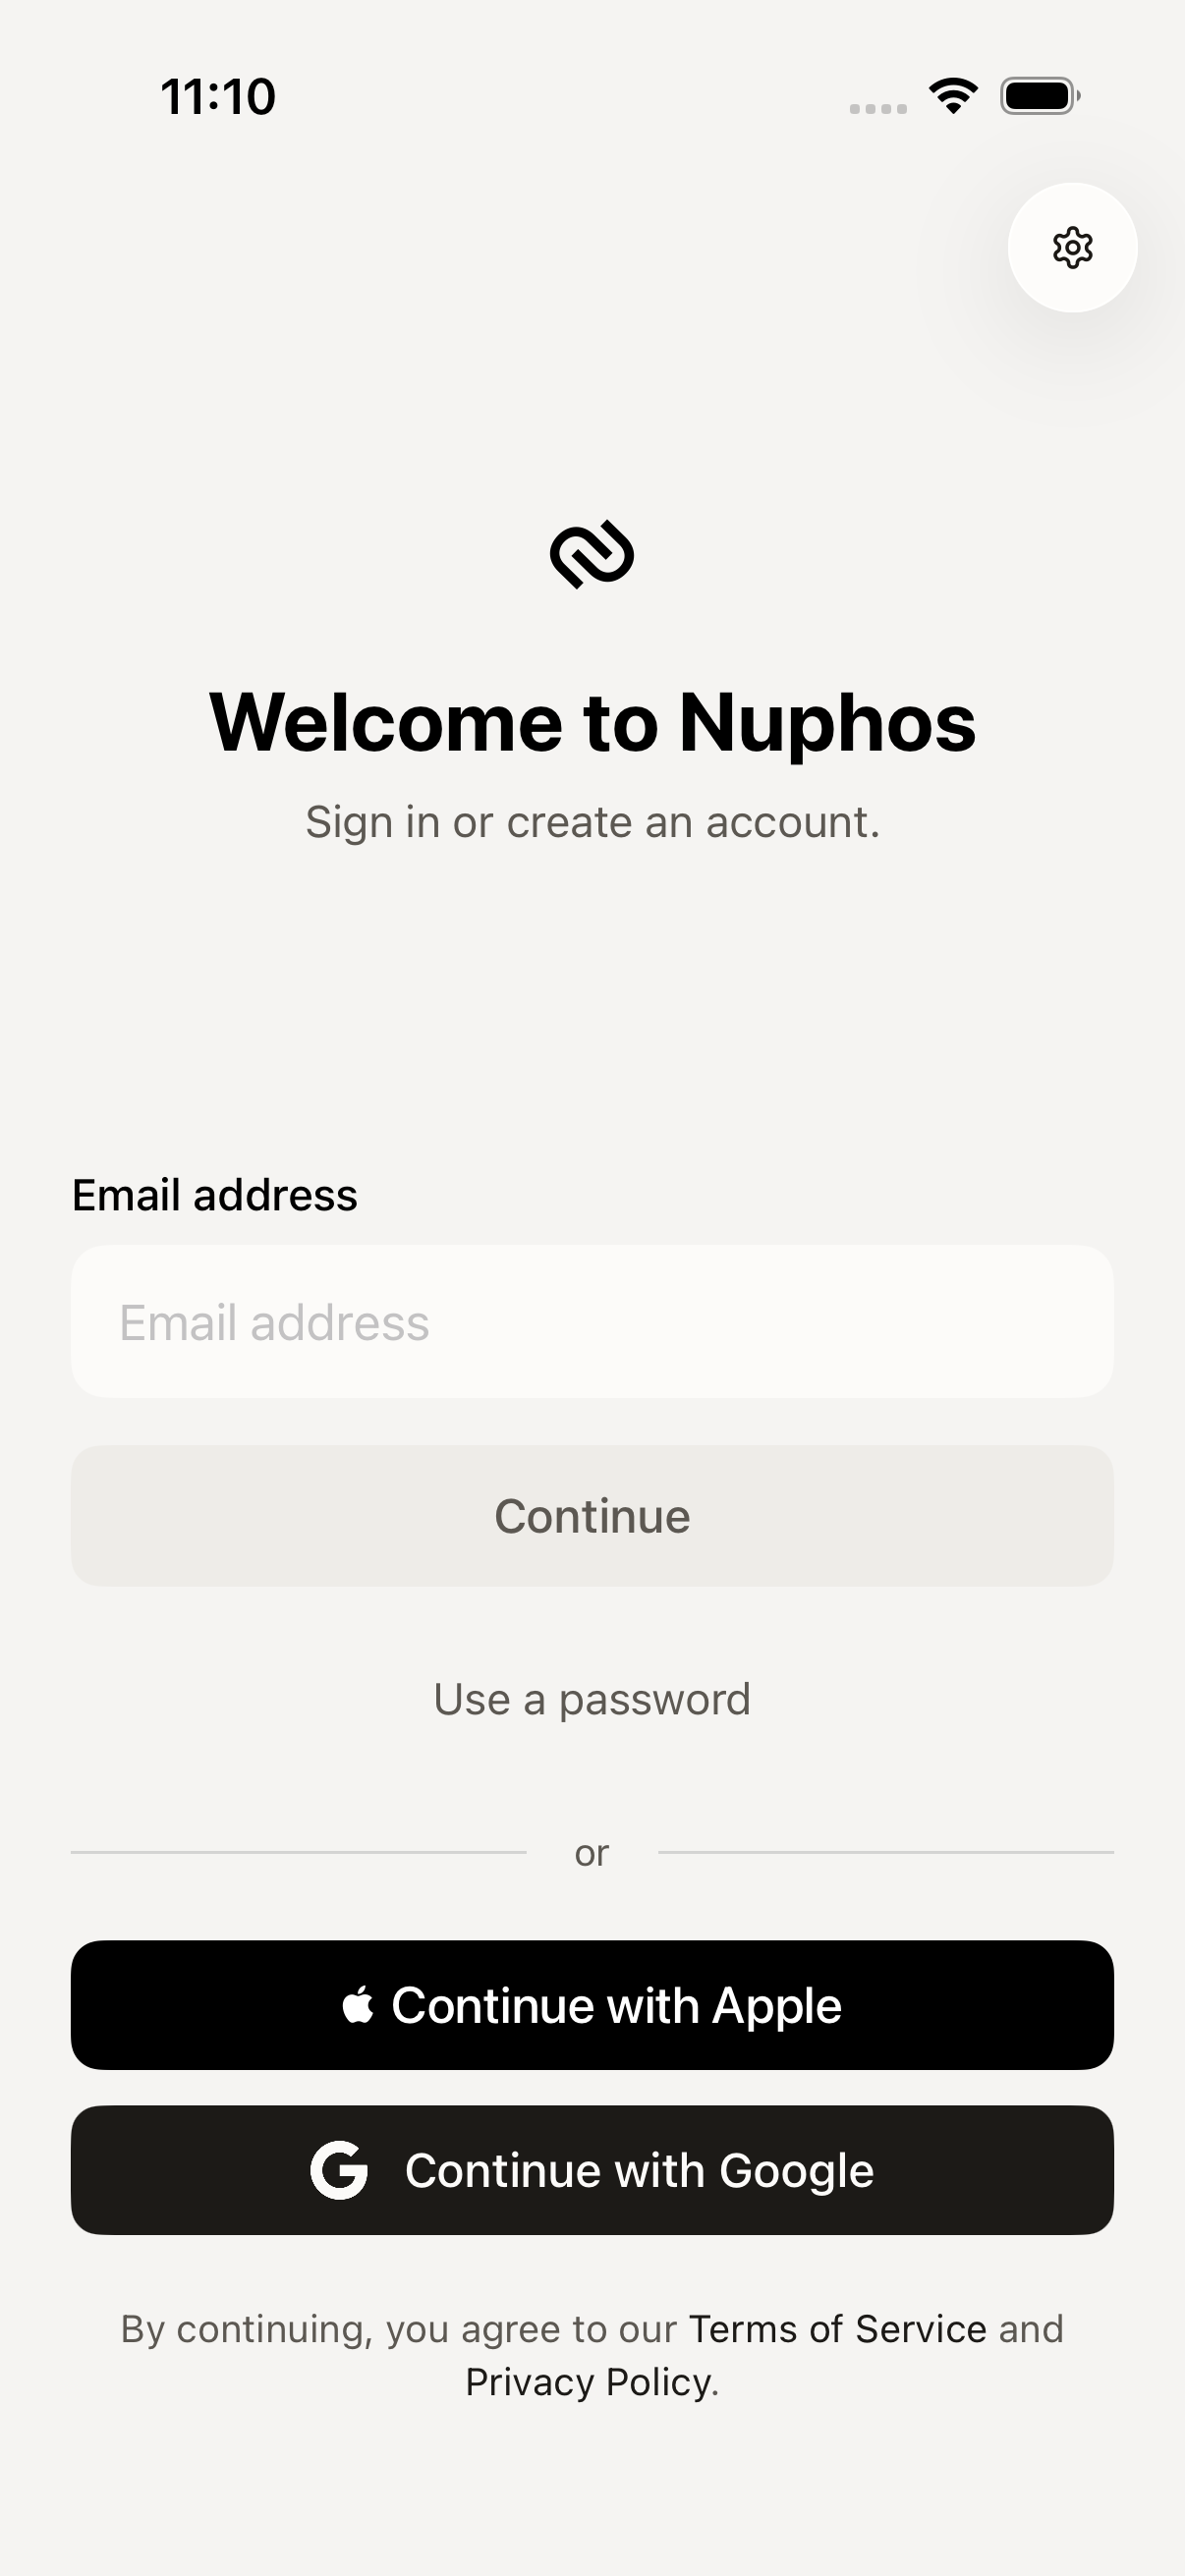 11:10
Welcome to Nuphos
Sign in or create an account.
Email address
Email address
Continue
Use a password
or
Continue with Apple
Continue with Google
By continuing, you agree to our Terms of Service and
Privacy Policy.